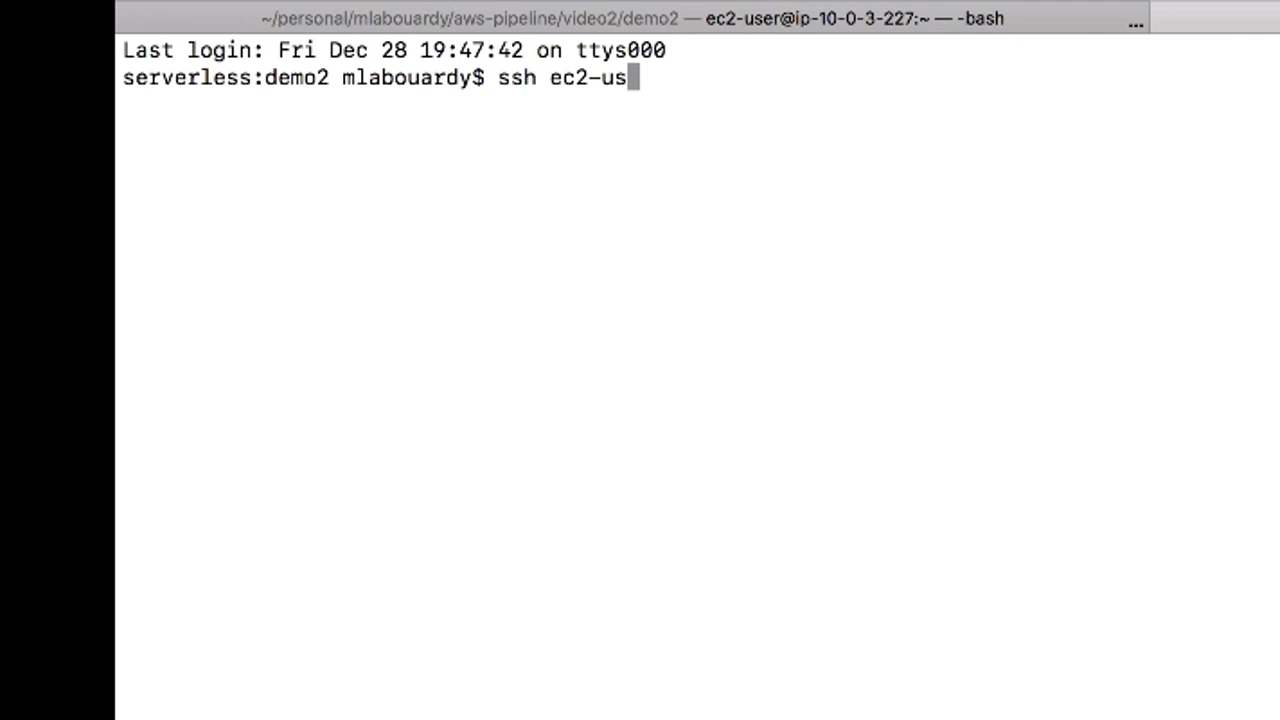 ~/personal/mlabouardy/aws-pipeline/video2/demo2 — ec2-user@ip-10-0-3-227:~ — -bash ...
Last login: Fri Dec 28 19:47:42 on ttys000
serverless:demo2 mlabouardy$ ssh ec2-us